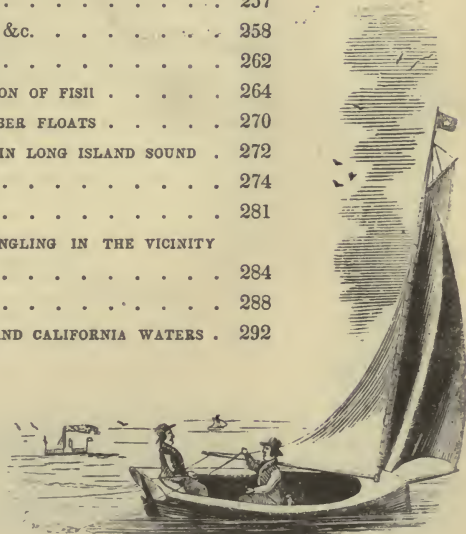 . . . . . . . . 257
&c. . . . . . . . . 258
. . . . . . . . . 262
ON OF FISH . . . . . 264
BER FLOATS . . . . . 270
IN LONG ISLAND SOUND . 272
. . . . . . . . . 274
. . . . . . . . . 281
NGLING IN THE VICINITY
. . . . . . . . . 284
. . . . . . . . . 288
AND CALIFORNIA WATERS . 292